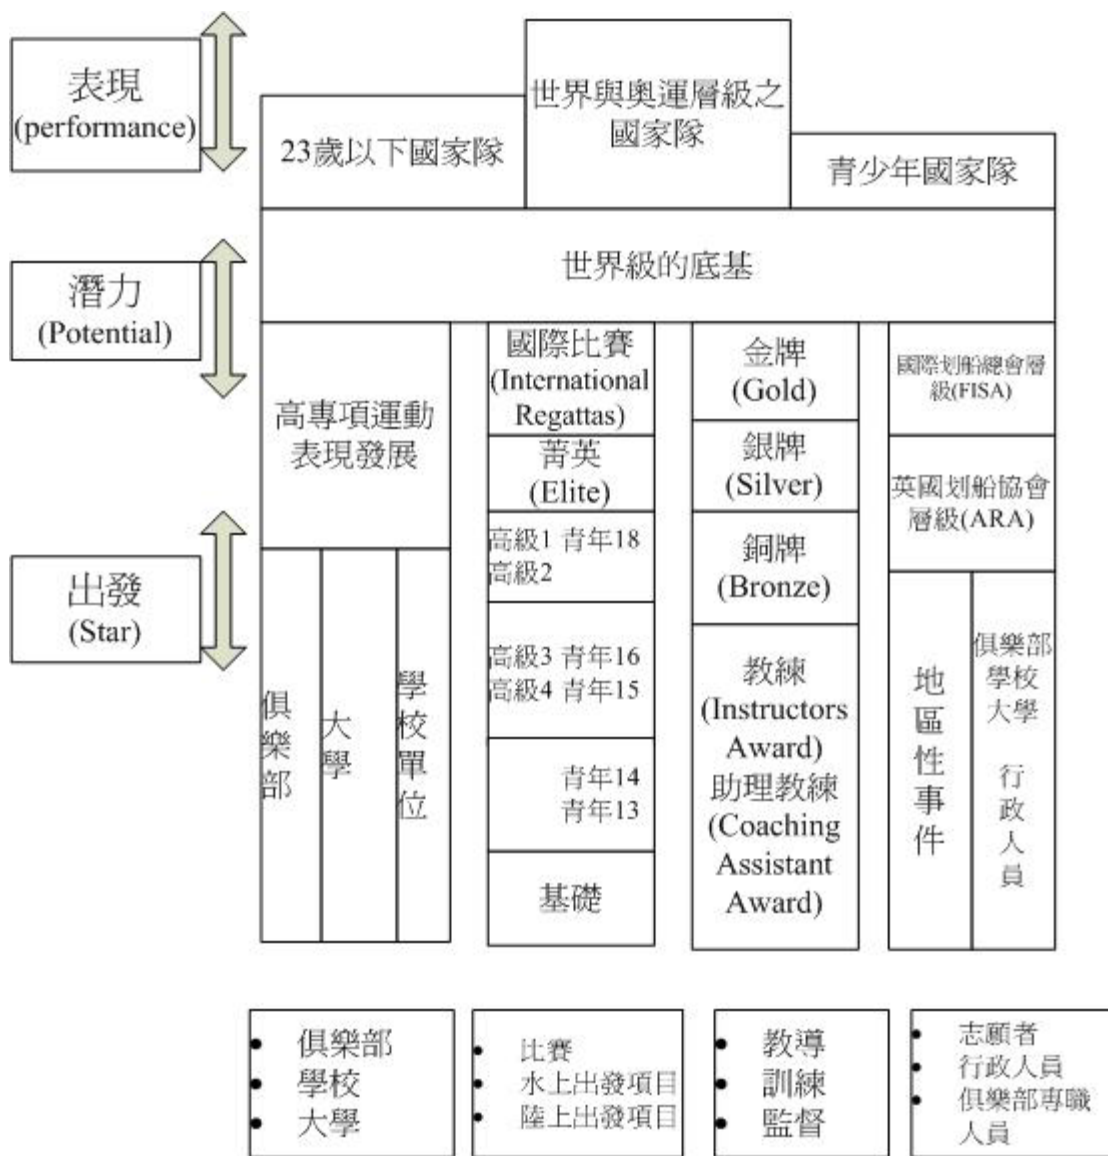 表現
(performance)
世界與奧運層級之
國家隊
23歲以下國家隊
青少年國家隊
世界級的底基
潛力
(Potential)
出發
(Star)
高專項運動
表現發展
俱樂部
大學
學校單位
國際比賽
(International
Regattas)
菁英
(Elite)
高級1 青年18
高級2
高級3 青年16
高級4 青年15
青年14
青年13
基礎
金牌
(Gold)
銀牌
(Silver)
銅牌
(Bronze)
教練
(Instructors
Award)
助理教練
(Coaching
Assistant
Award)
國際划船總會層
級(FISA)
英國划船協會
層級(ARA)
地區性事件
俱樂部
學校
大學
行政人員
• 俱樂部
• 學校
• 大學
• 比賽
• 水上出發項目
• 陸上出發項目
• 教導
• 訓練
• 監督
• 志願者
• 行政人員
• 俱樂部專職
人員